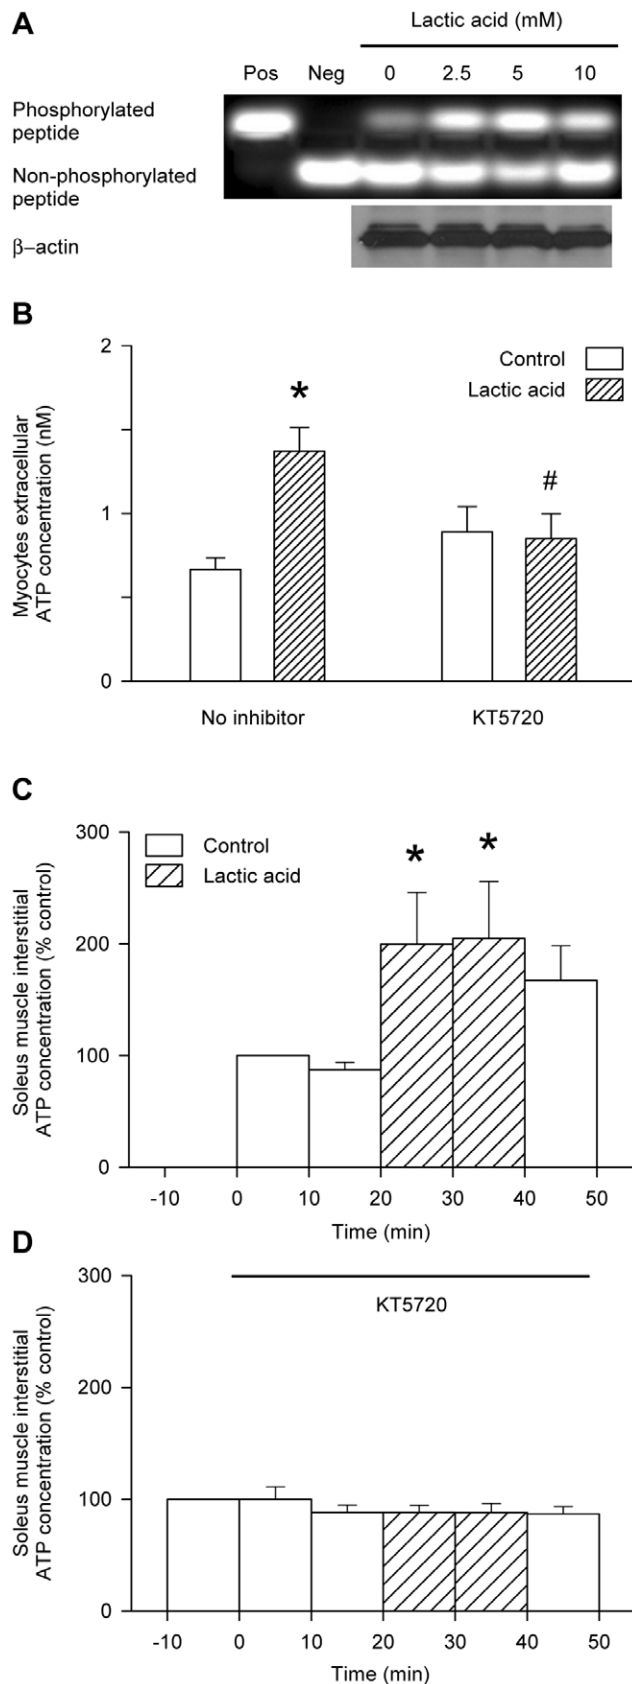 A
Lactic acid (mM)
Pos Neg 0 2.5 5 10
Phosphorylated
peptide
Non-phosphorylated
peptide
β–actin
B
Myocytes extracellular
ATP concentration (nM)
2
1
0
Control
Lactic acid
*
#
No inhibitor KT5720
C
Soleus muscle interstitial
ATP concentration (% control)
300
200
100
0
Control
Lactic acid
* *
-10 0 10 20 30 40 50
Time (min)
D
Soleus muscle interstitial
ATP concentration (% control)
300
200
100
0
KT5720
-10 0 10 20 30 40 50
Time (min)